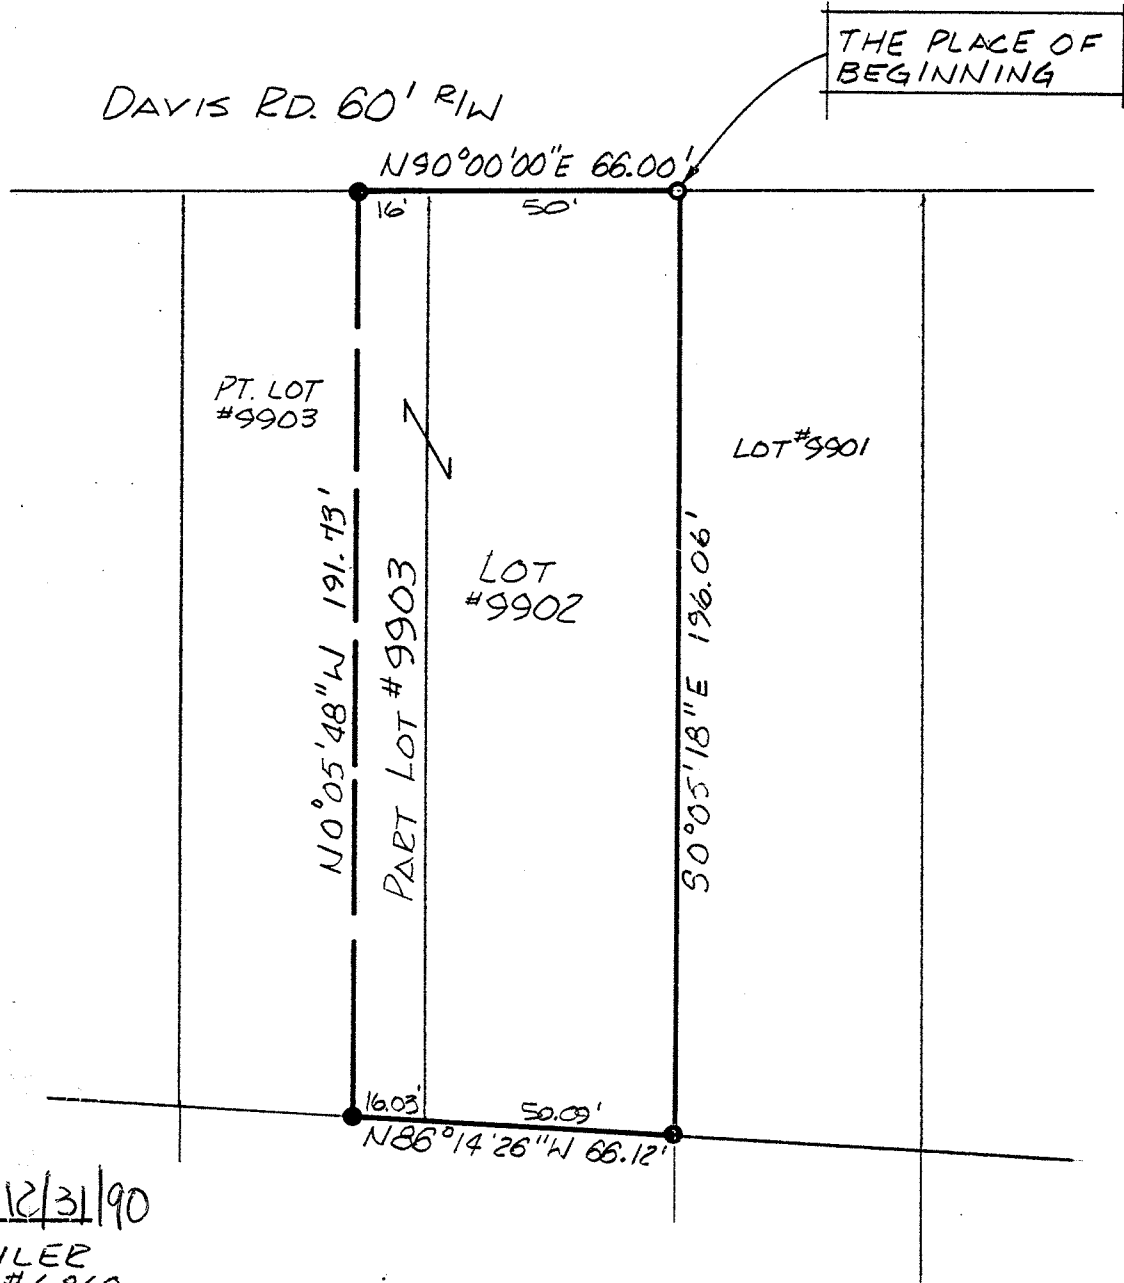 THE PLACE OF
BEGINNING
DAVIS RD. 60' R/W
N90°00'00"E 66.00'
16'
50'
PT. LOT
#9903
LOT #9901
LOT
#9902
N0°05'48"W 191.73'
PART LOT #9903
S0°05'18"E 196.06'
16.03'
50.09'
N86°14'26"W 66.12'
12/31/90